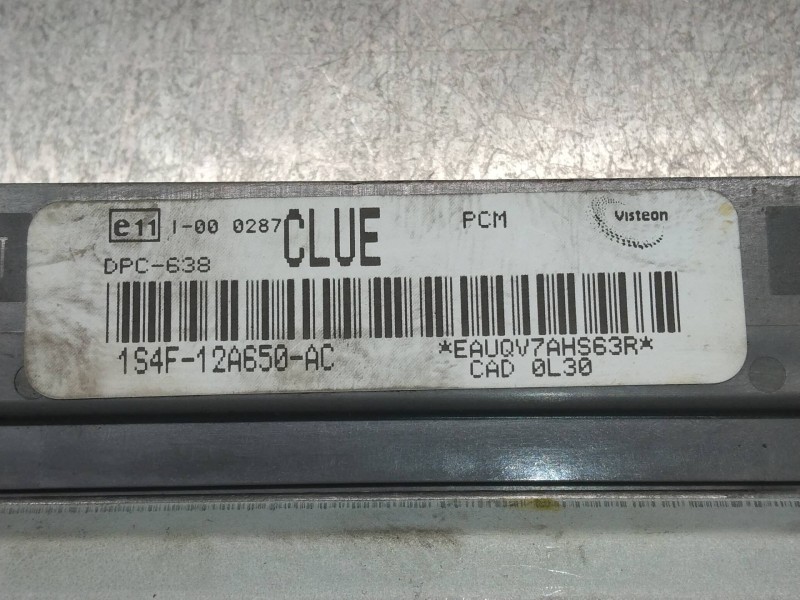 e11 I-00 0287 CLUE PCM Visteon
DPC-638
1S4F-12A650-AC *EAUQV7AHS63R*
CAD 0L30